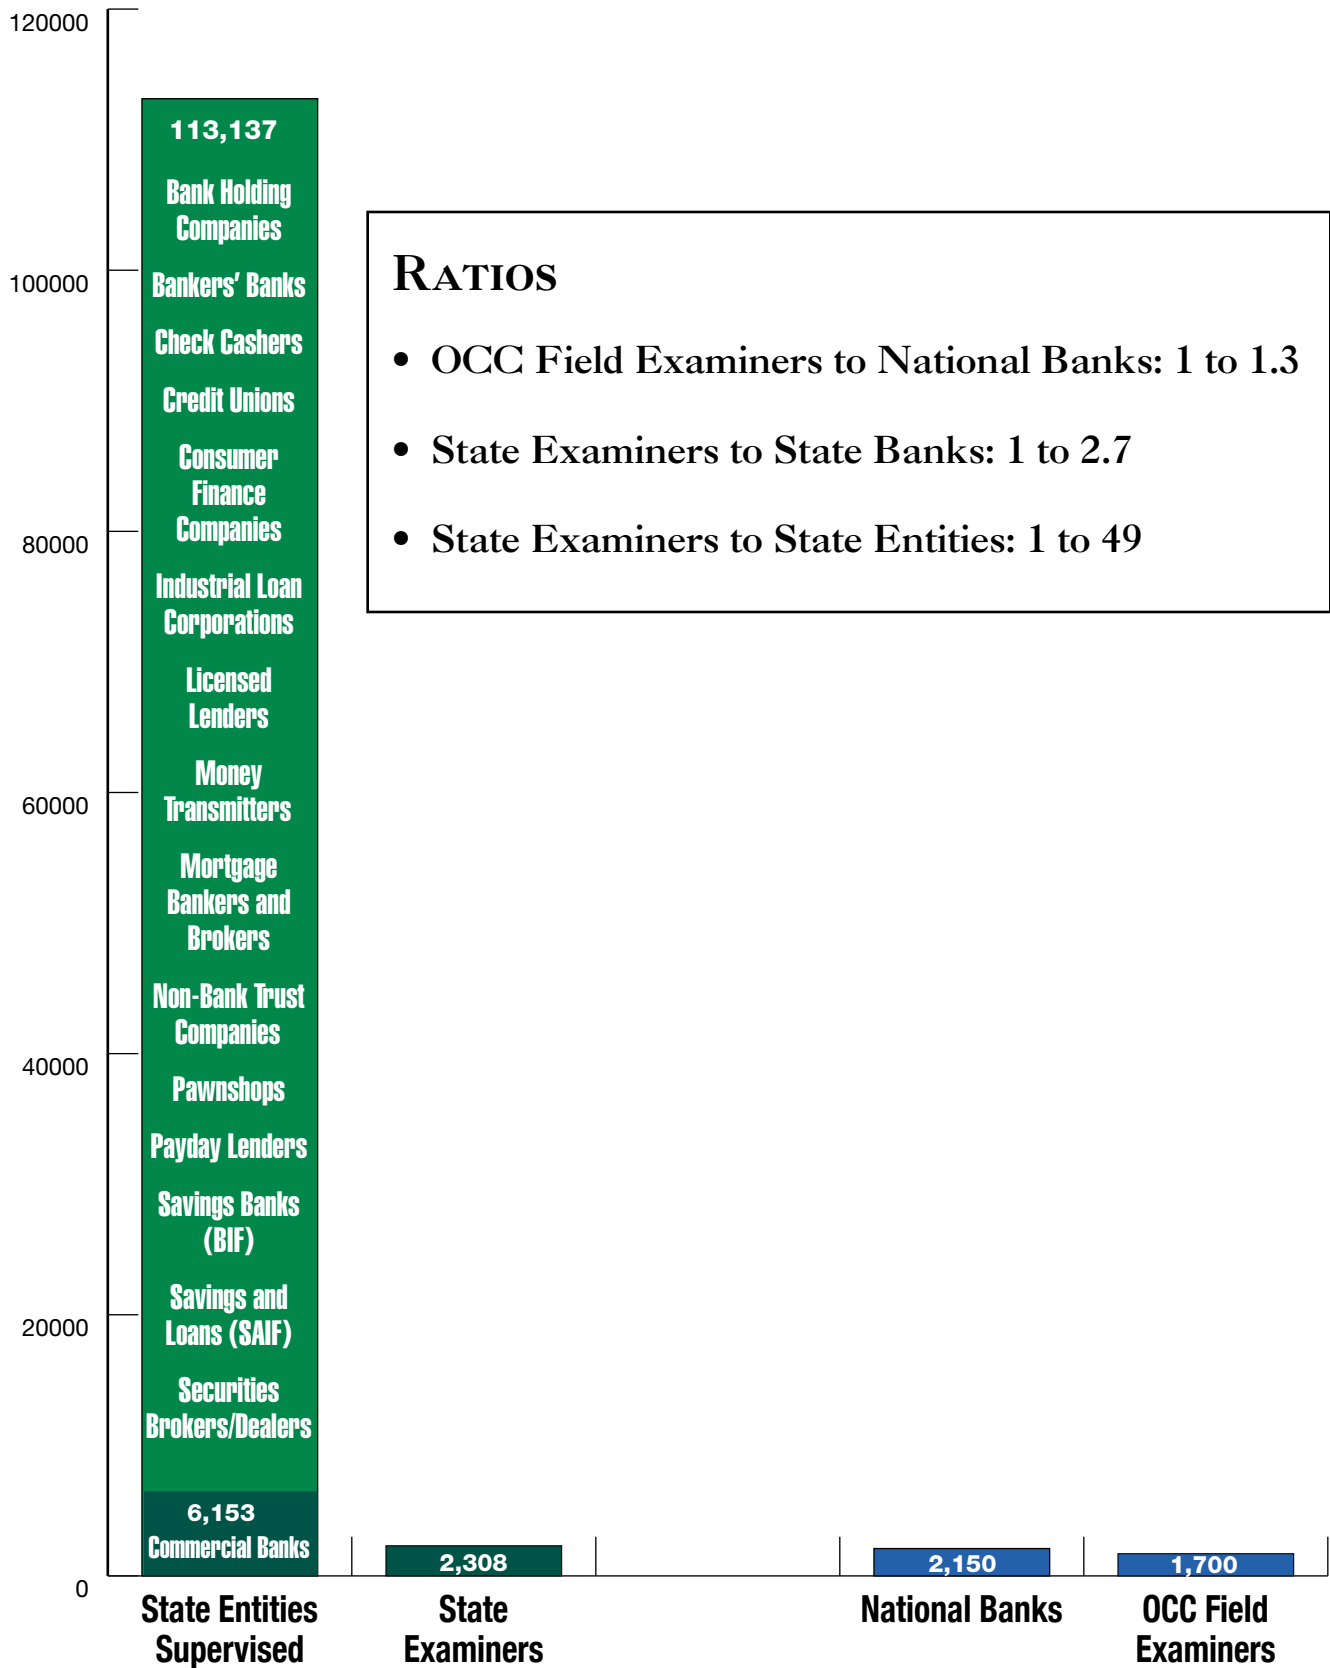 120000
100000
80000
60000
40000
20000
0
113,137
Bank Holding
Companies
Bankers' Banks
Check Cashers
Credit Unions
Consumer
Finance
Companies
Industrial Loan
Corporations
Licensed
Lenders
Money
Transmitters
Mortgage
Bankers and
Brokers
Non-Bank Trust
Companies
Pawnshops
Payday Lenders
Savings Banks
(BIF)
Savings and
Loans (SAIF)
Securities
Brokers/Dealers
6,153
Commercial Banks
RATIOS
• OCC Field Examiners to National Banks: 1 to 1.3
• State Examiners to State Banks: 1 to 2.7
• State Examiners to State Entities: 1 to 49
2,308
2,150
1,700
State Entities
Supervised
State
Examiners
National Banks
OCC Field
Examiners